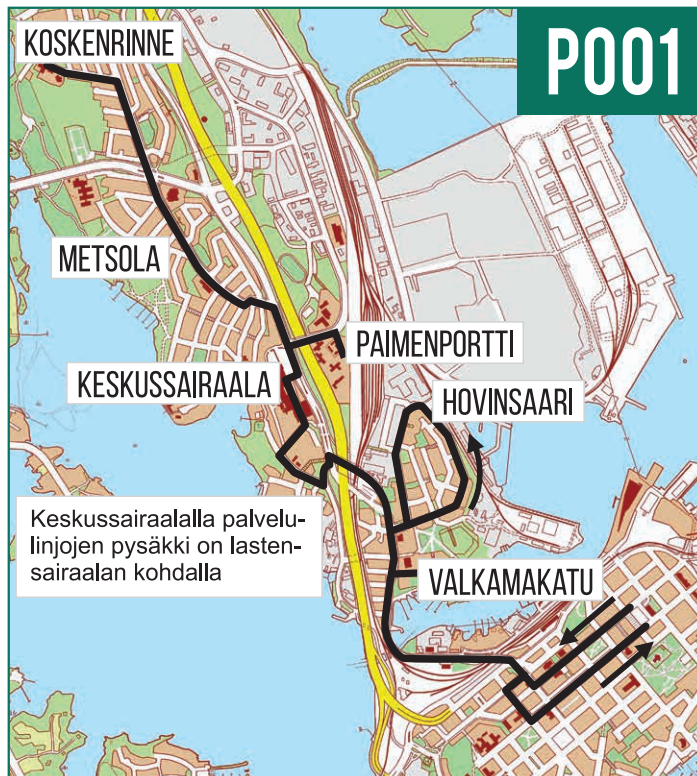 P001
KOSKENRINNE
METSOLA
PAIMENPORTTI
KESKUSSAIRAALA
HOVINSAARI
Keskussairaalalla palvelu-
linjojen pysäkki on lasten-
sairaalan kohdalla
VALKAMAKATU